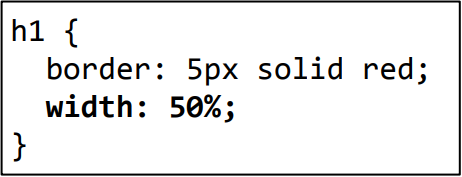 h1 {
  border: 5px solid red;
  width: 50%;
}